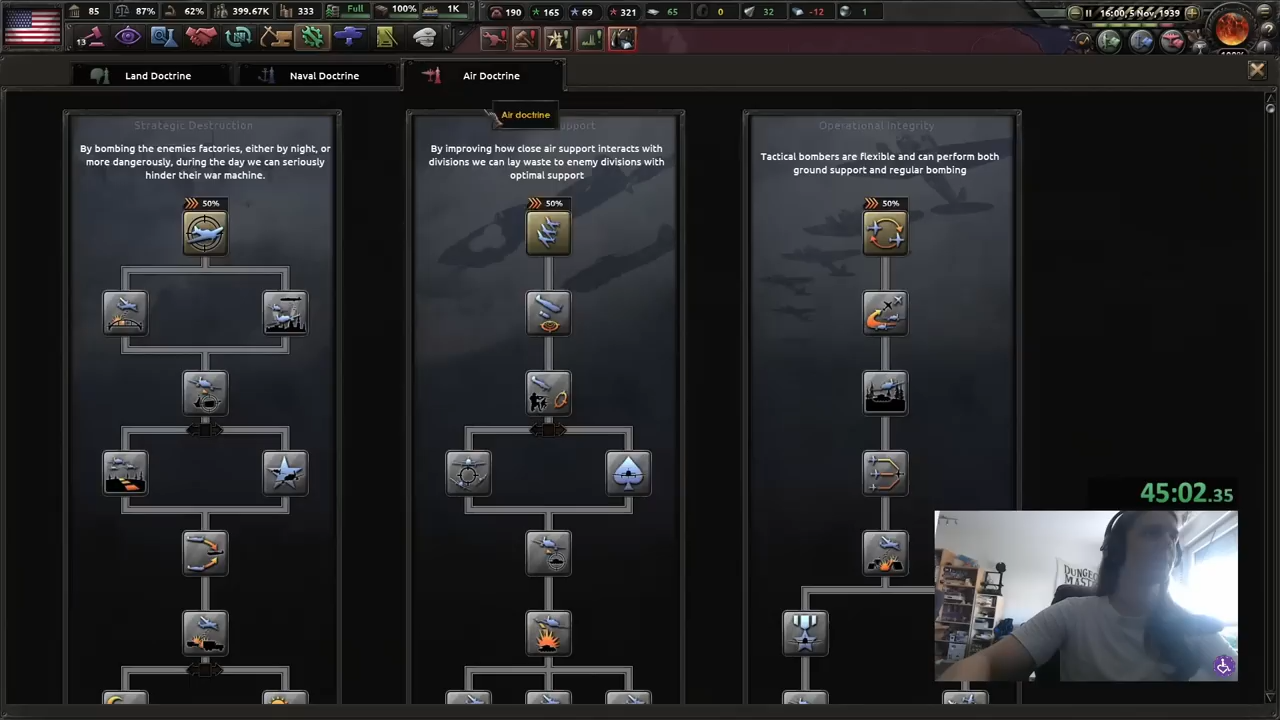 85 87% 62% 399.67K 333 Full 100% 1K 190 165 69 321 65 0 32 -12 1 16:00, 5 Nov, 1939
13
100%
Land Doctrine Naval Doctrine Air Doctrine
Air doctrine
Strategic Destruction Support Operational Integrity
By bombing the enemies factories, either by night, or
more dangerously, during the day we can seriously
hinder their war machine.
By improving how close air support interacts with
divisions we can lay waste to enemy divisions with
optimal support
Tactical bombers are flexible and can perform both
ground support and regular bombing
50% 50% 50%
45:02.35
DUNGE
MASTE